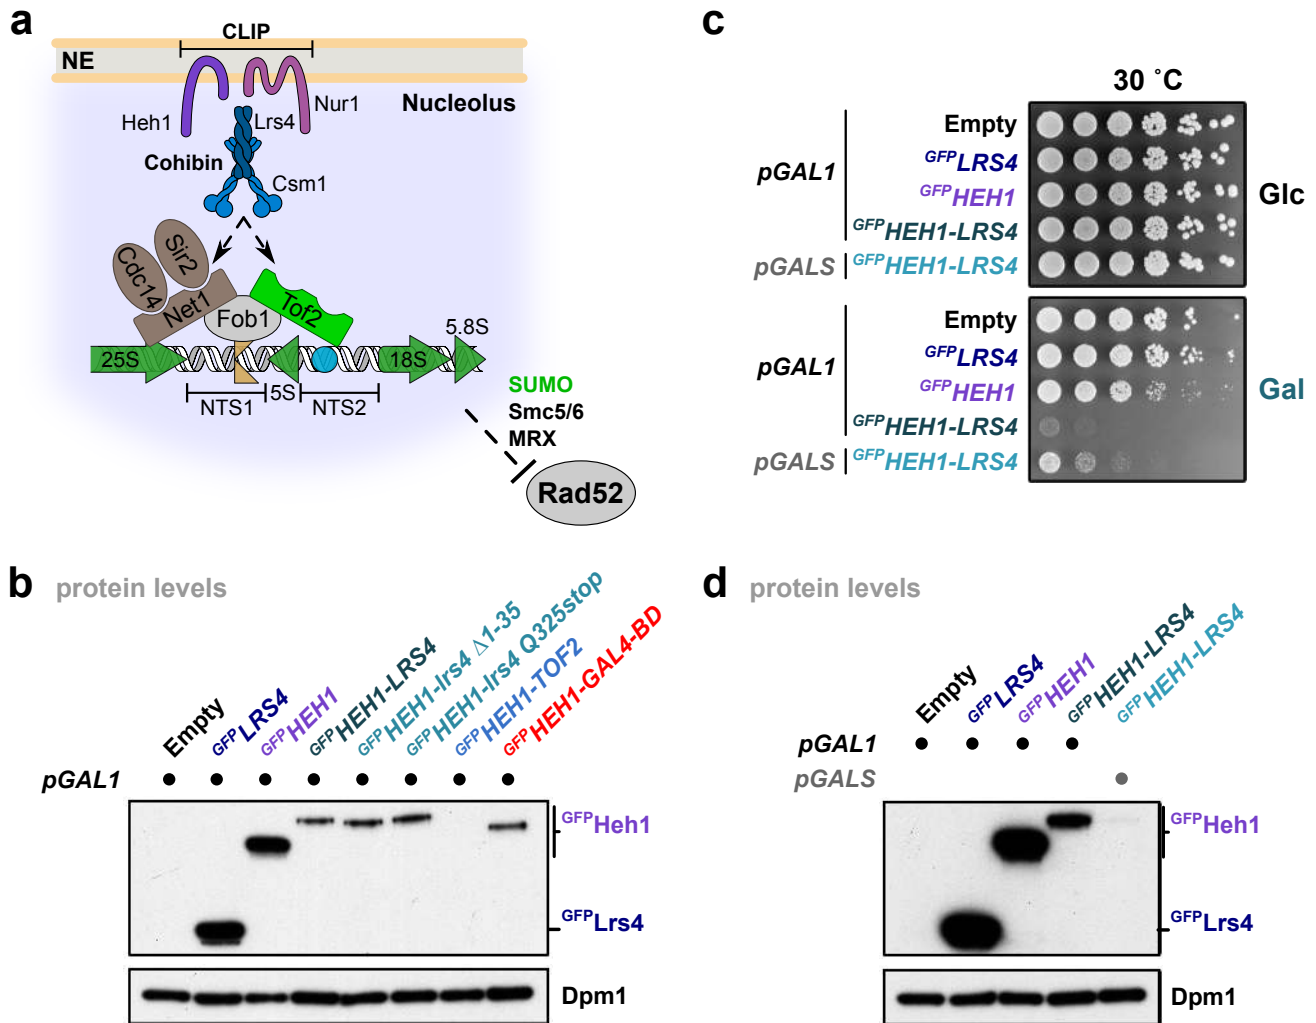 a
CLIP
NE
Nucleolus
Heh1
Lrs4
Nur1
Cohibin
Csm1
Cdc14
Sir2
Net1
Fob1
Tof2
25S
5S
18S
5.8S
NTS1
NTS2
SUMO
Smc5/6
MRX
Rad52
b protein levels
Empty
GFPLRS4
GFPHEH1
GFPHEH1-LRS4
GFPHEH1-lrs4 Δ1-35
GFPHEH1-lrs4 Q325stop
GFPHEH1-TOF2
GFPHEH1-GAL4-BD
pGAL1
GFPHeh1
GFPLrs4
Dpm1
c
30 ˚C
pGAL1
Empty
GFPLRS4
GFPHEH1
GFPHEH1-LRS4
pGALS GFPHEH1-LRS4
Glc
pGAL1
Empty
GFPLRS4
GFPHEH1
GFPHEH1-LRS4
pGALS GFPHEH1-LRS4
Gal
d protein levels
Empty
GFPLRS4
GFPHEH1
GFPHEH1-LRS4
GFPHEH1-LRS4
pGAL1
pGALS
GFPHeh1
GFPLrs4
Dpm1